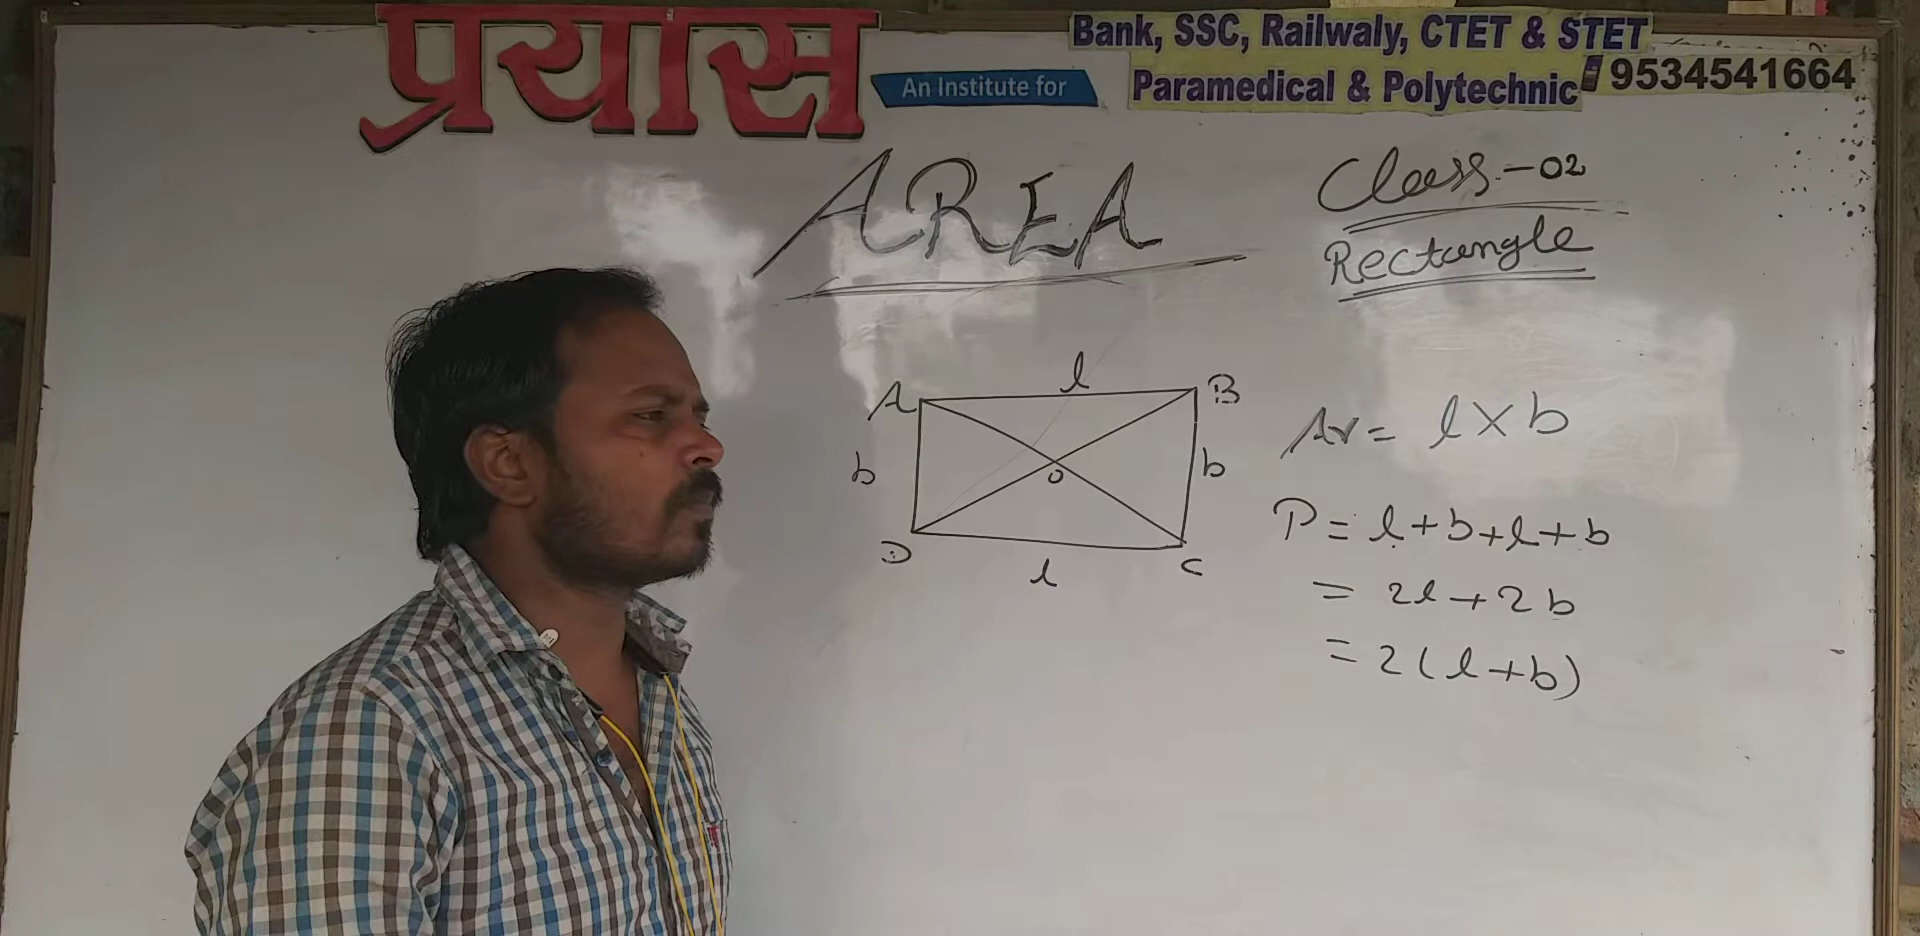 प्रयास
An Institute for
Bank, SSC, Railwaly, CTET & STET
Paramedical & Polytechnic 9534541664
AREA
Class-02
Rectangle
l
A B
b b
O
D C
l
Ar = l × b
P = l + b + l + b
= 2l + 2b
= 2(l + b)